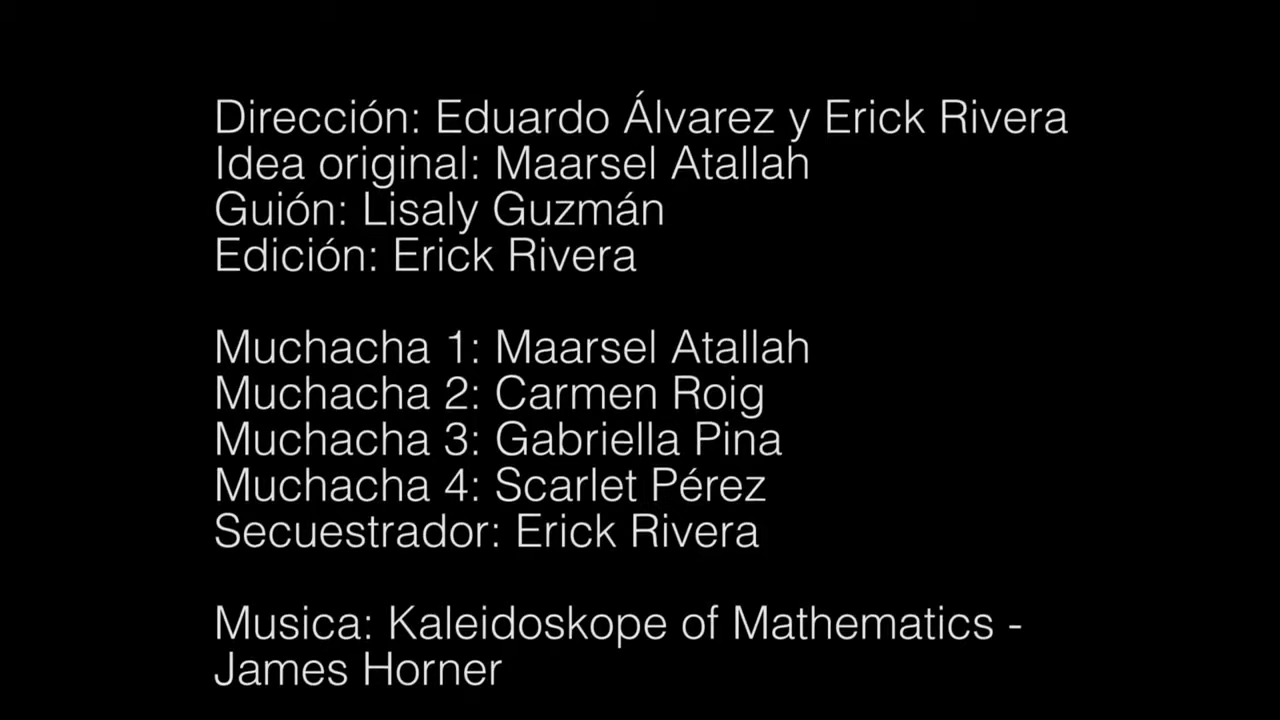 Dirección: Eduardo Álvarez y Erick Rivera
Idea original: Maarsel Atallah
Guión: Lisaly Guzmán
Edición: Erick Rivera
Muchacha 1: Maarsel Atallah
Muchacha 2: Carmen Roig
Muchacha 3: Gabriella Pina
Muchacha 4: Scarlet Pérez
Secuestrador: Erick Rivera
Musica: Kaleidoskope of Mathematics -
James Horner